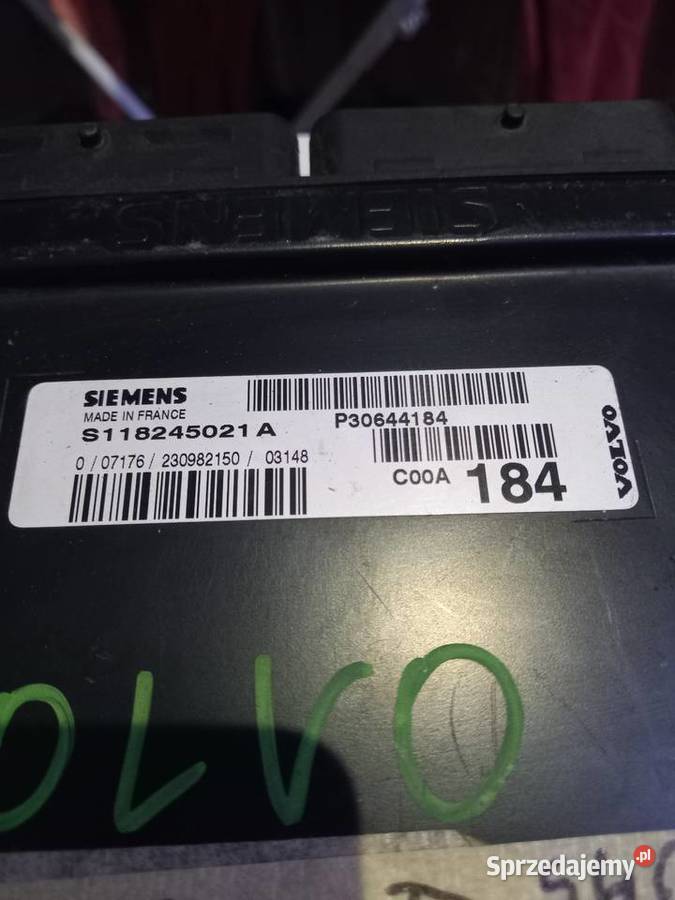 SIEMENS
SIEMENS
MADE IN FRANCE
S118245021 A
P30644184
0 / 07176 / 230982150 / 03148
C00A 184
VOLVO
OLVO
Sprzedajemy.pl